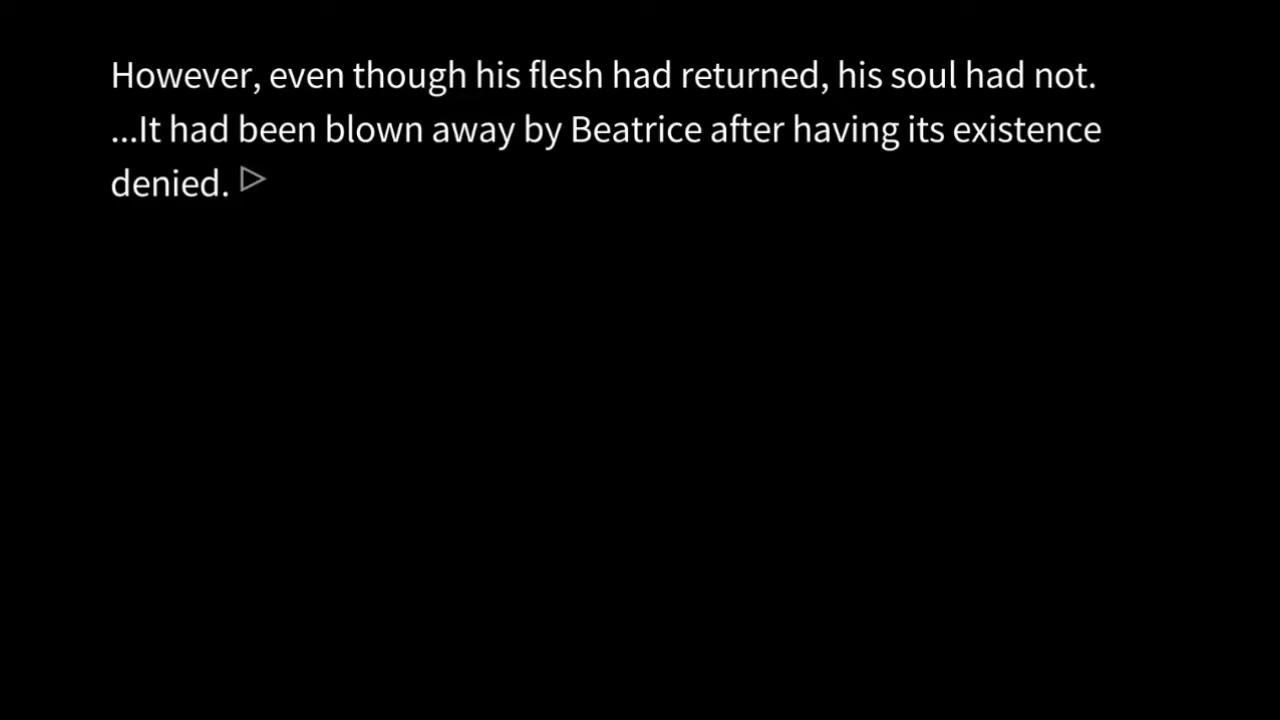 However, even though his flesh had returned, his soul had not.
...It had been blown away by Beatrice after having its existence
denied.